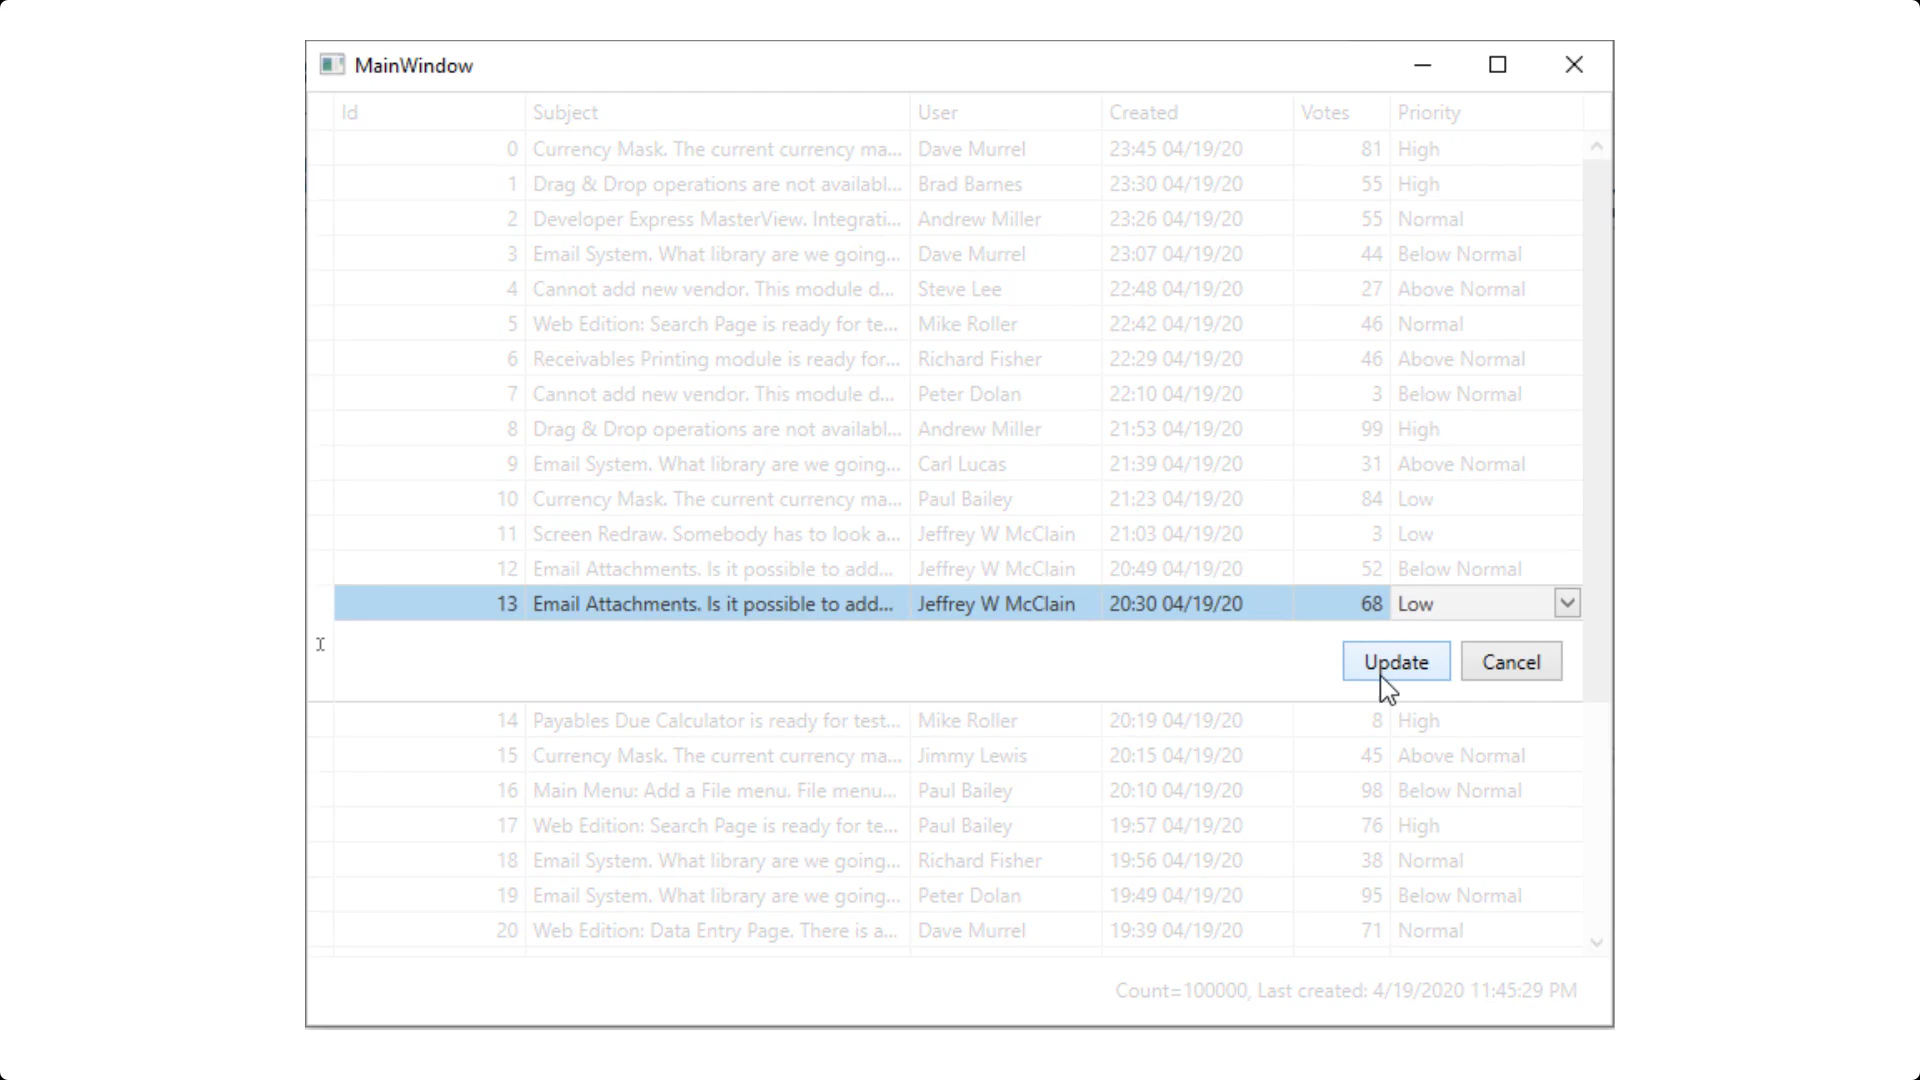 MainWindow
Id Subject User Created Votes Priority
0 Currency Mask. The current currency ma... Dave Murrel 23:45 04/19/20 81 High
1 Drag & Drop operations are not availabl... Brad Barnes 23:30 04/19/20 55 High
2 Developer Express MasterView. Integrati... Andrew Miller 23:26 04/19/20 55 Normal
3 Email System. What library are we going... Dave Murrel 23:07 04/19/20 44 Below Normal
4 Cannot add new vendor. This module d... Steve Lee 22:48 04/19/20 27 Above Normal
5 Web Edition: Search Page is ready for te... Mike Roller 22:42 04/19/20 46 Normal
6 Receivables Printing module is ready for... Richard Fisher 22:29 04/19/20 46 Above Normal
7 Cannot add new vendor. This module d... Peter Dolan 22:10 04/19/20 3 Below Normal
8 Drag & Drop operations are not availabl... Andrew Miller 21:53 04/19/20 99 High
9 Email System. What library are we going... Carl Lucas 21:39 04/19/20 31 Above Normal
10 Currency Mask. The current currency ma... Paul Bailey 21:23 04/19/20 84 Low
11 Screen Redraw. Somebody has to look a... Jeffrey W McClain 21:03 04/19/20 3 Low
12 Email Attachments. Is it possible to add... Jeffrey W McClain 20:49 04/19/20 52 Below Normal
13 Email Attachments. Is it possible to add... Jeffrey W McClain 20:30 04/19/20 68 Low
Update Cancel
14 Payables Due Calculator is ready for test... Mike Roller 20:19 04/19/20 8 High
15 Currency Mask. The current currency ma... Jimmy Lewis 20:15 04/19/20 45 Above Normal
16 Main Menu: Add a File menu. File menu... Paul Bailey 20:10 04/19/20 98 Below Normal
17 Web Edition: Search Page is ready for te... Paul Bailey 19:57 04/19/20 76 High
18 Email System. What library are we going... Richard Fisher 19:56 04/19/20 38 Normal
19 Email System. What library are we going... Peter Dolan 19:49 04/19/20 95 Below Normal
20 Web Edition: Data Entry Page. There is a... Dave Murrel 19:39 04/19/20 71 Normal
Count=100000, Last created: 4/19/2020 11:45:29 PM